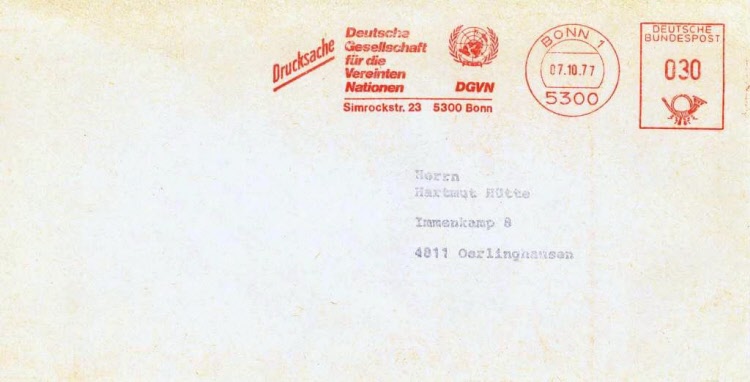 Drucksache
Deutsche
Gesellschaft
für die
Vereinten
Nationen DGVN
Simrockstr. 23 5300 Bonn
BONN 1
07.10.77
5300
DEUTSCHE
BUNDESPOST
030
Herrn
Hartmut Hütte
Immenkamp 8
4811 Oerlinghausen